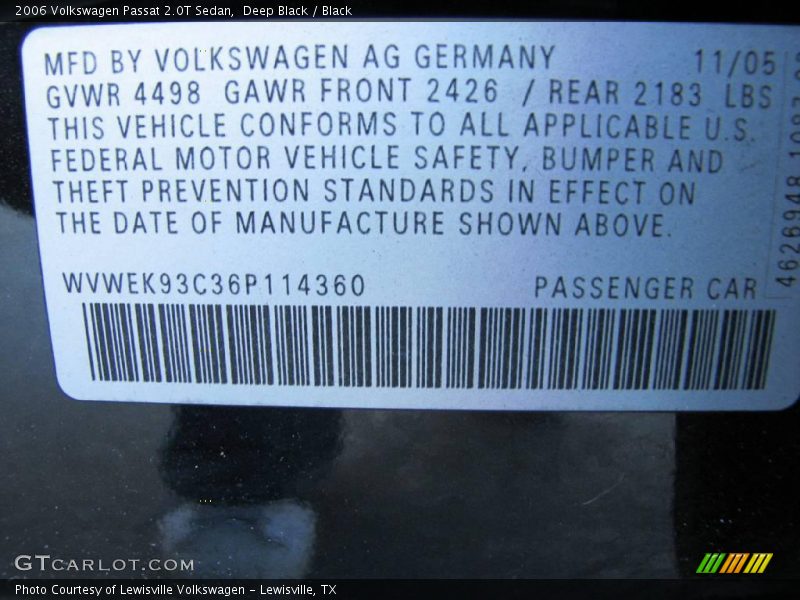 2006 Volkswagen Passat 2.0T Sedan, Deep Black / Black
MFD BY VOLKSWAGEN AG GERMANY 11/05
GVWR 4498 GAWR FRONT 2426 / REAR 2183 LBS
THIS VEHICLE CONFORMS TO ALL APPLICABLE U.S.
FEDERAL MOTOR VEHICLE SAFETY, BUMPER AND
THEFT PREVENTION STANDARDS IN EFFECT ON
THE DATE OF MANUFACTURE SHOWN ABOVE.
WVWEK93C36P114360 PASSENGER CAR
4626948
GTCARLOT.COM
Photo Courtesy of Lewisville Volkswagen – Lewisville, TX